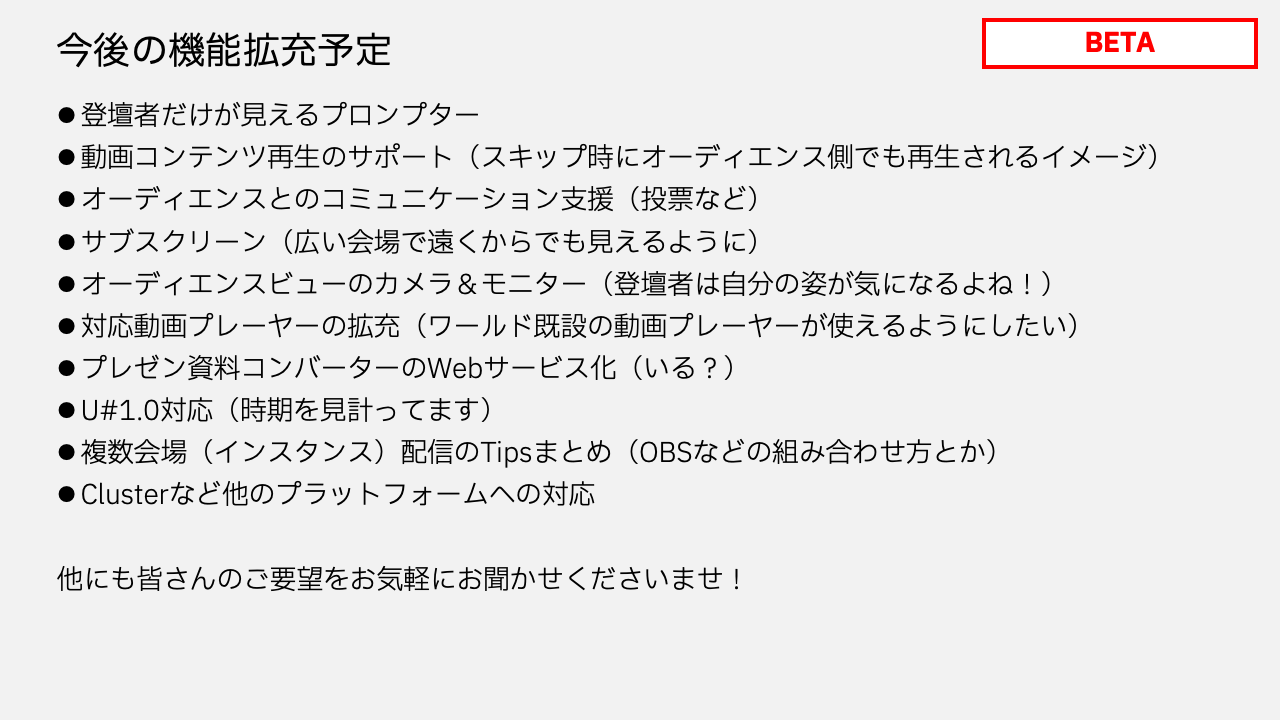 今後の機能拡充予定
BETA
●登壇者だけが見えるプロンプター
●動画コンテンツ再生のサポート（スキップ時にオーディエンス側でも再生されるイメージ）
●オーディエンスとのコミュニケーション支援（投票など）
●サブスクリーン（広い会場で遠くからでも見えるように）
●オーディエンスビューのカメラ＆モニター（登壇者は自分の姿が気になるよね！）
●対応動画プレーヤーの拡充（ワールド既設の動画プレーヤーが使えるようにしたい）
●プレゼン資料コンバーターのWebサービス化（いる？）
●U#1.0対応（時期を見計ってます）
●複数会場（インスタンス）配信のTipsまとめ（OBSなどの組み合わせ方とか）
●Clusterなど他のプラットフォームへの対応
他にも皆さんのご要望をお気軽にお聞かせくださいませ！